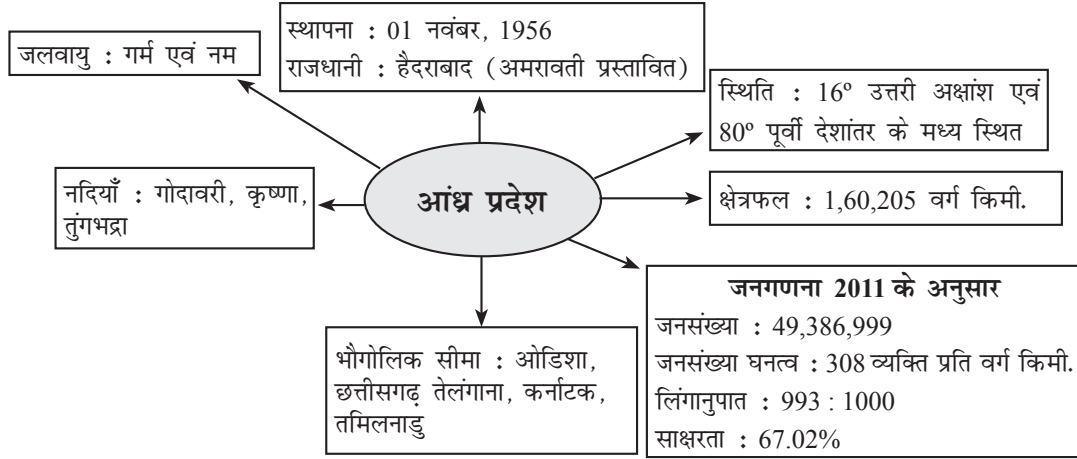 जलवायु : गर्म एवं नम
स्थापना : 01 नवंबर, 1956
राजधानी : हैदराबाद (अमरावती प्रस्तावित)
स्थिति : 16º उत्तरी अक्षांश एवं
80º पूर्वी देशांतर के मध्य स्थित
नदियाँ : गोदावरी, कृष्णा,
तुंगभद्रा
आंध्र प्रदेश
क्षेत्रफल : 1,60,205 वर्ग किमी.
भौगोलिक सीमा : ओडिशा,
छत्तीसगढ़ तेलंगाना, कर्नाटक,
तमिलनाडु
जनगणना 2011 के अनुसार
जनसंख्या : 49,386,999
जनसंख्या घनत्व : 308 व्यक्ति प्रति वर्ग किमी.
लिंगानुपात : 993 : 1000
साक्षरता : 67.02%